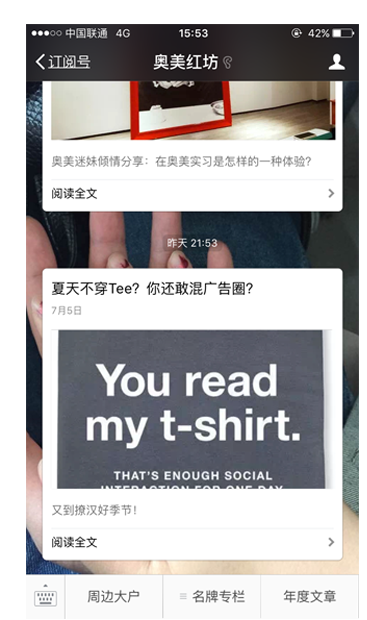 中国联通 4G 15:53 42%
订阅号 奥美红坊
奥美迷妹倾情分享：在奥美实习是怎样的一种体验？
阅读全文
昨天 21:53
夏天不穿Tee？你还敢混广告圈？
7月5日
You read
my t-shirt.
THAT'S ENOUGH SOCIAL
INTERACTION FOR ONE DAY
又到撩汉好季节！
阅读全文
周边大户 名牌专栏 年度文章